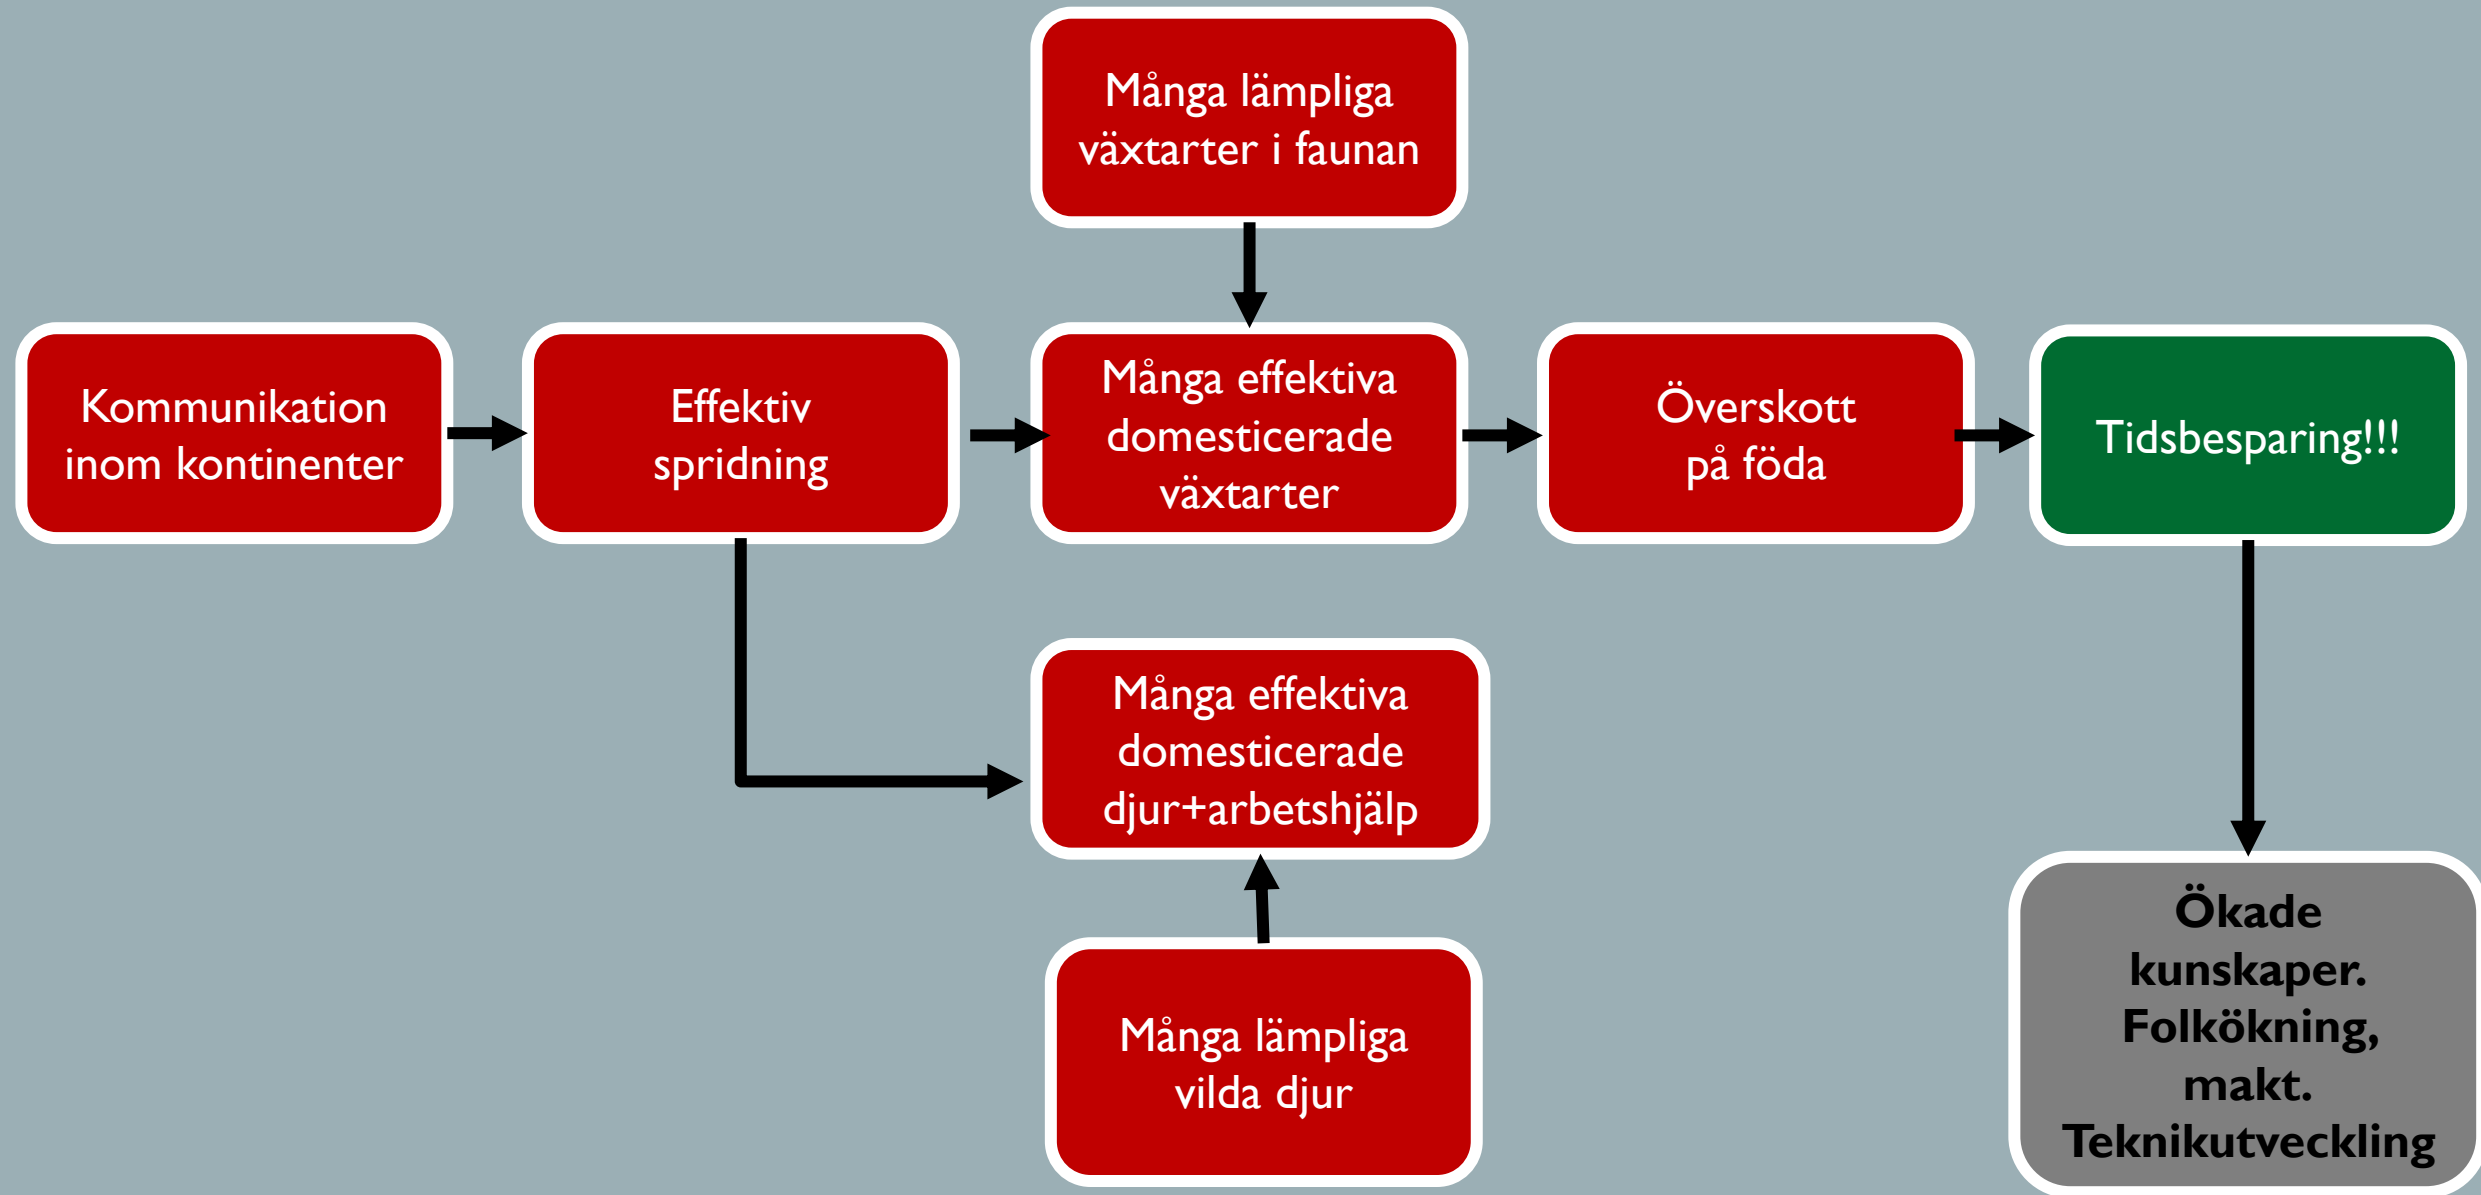 Många lämpliga
växtarter i faunan
Kommunikation
inom kontinenter
Effektiv
spridning
Många effektiva
domesticerade
växtarter
Överskott
på föda
Tidsbesparing!!!
Många effektiva
domesticerade
djur+arbetshjälp
Många lämpliga
vilda djur
Ökade
kunskaper.
Folkökning,
makt.
Teknikutveckling